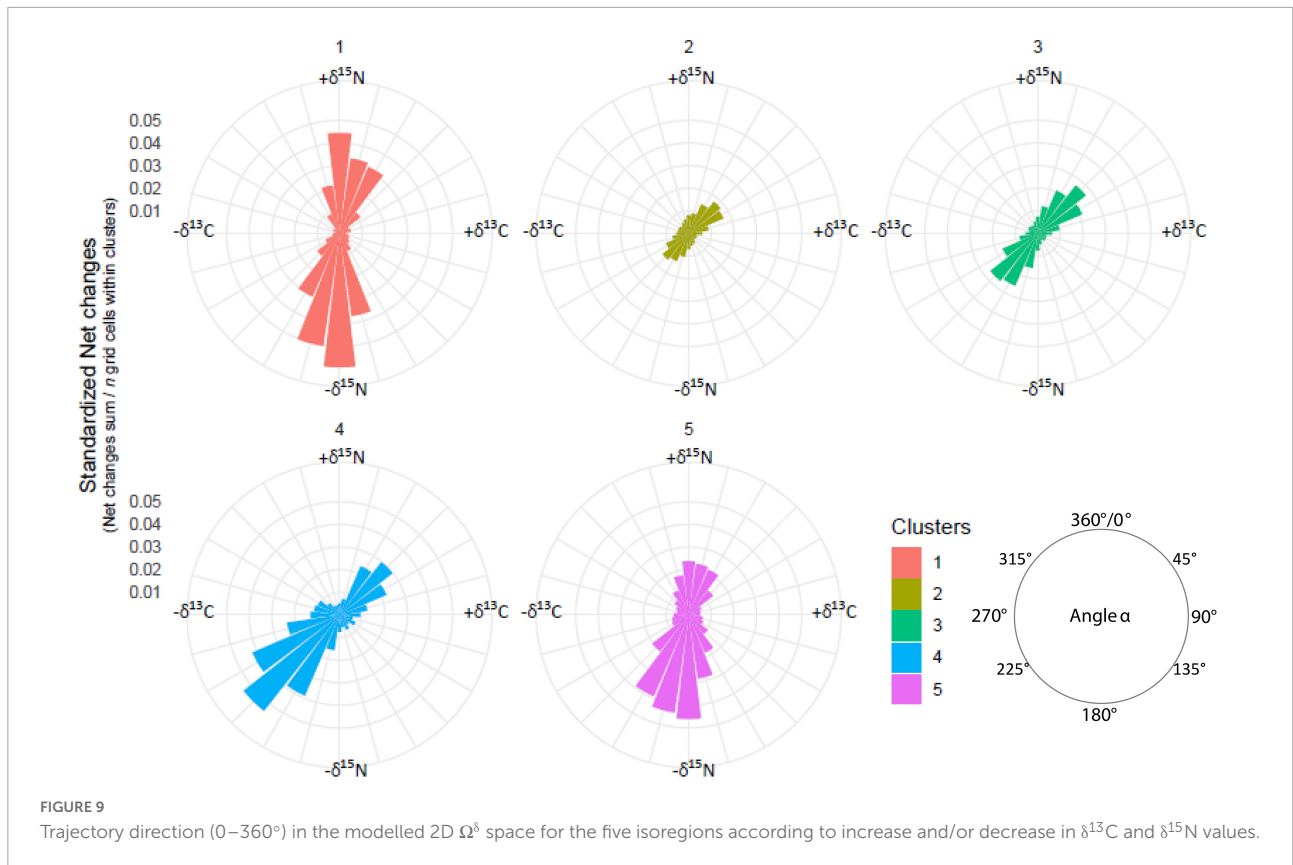 1
2
3
+δ¹⁵N
+δ¹⁵N
+δ¹⁵N
0.05
0.04
0.03
0.02
0.01
-δ¹³C
+δ¹³C
-δ¹³C
+δ¹³C
-δ¹³C
+δ¹³C
-δ¹⁵N
-δ¹⁵N
-δ¹⁵N
Standardized Net changes
(Net changes sum / n grid cells within clusters)
4
5
+δ¹⁵N
+δ¹⁵N
0.05
0.04
0.03
0.02
0.01
-δ¹³C
+δ¹³C
-δ¹³C
+δ¹³C
-δ¹⁵N
-δ¹⁵N
Clusters
1
2
3
4
5
360°/0°
315°
45°
270°
Angle α
90°
225°
135°
180°
FIGURE 9
Trajectory direction (0–360°) in the modelled 2D Ωᵟ space for the five isoregions according to increase and/or decrease in δ¹³C and δ¹⁵N values.